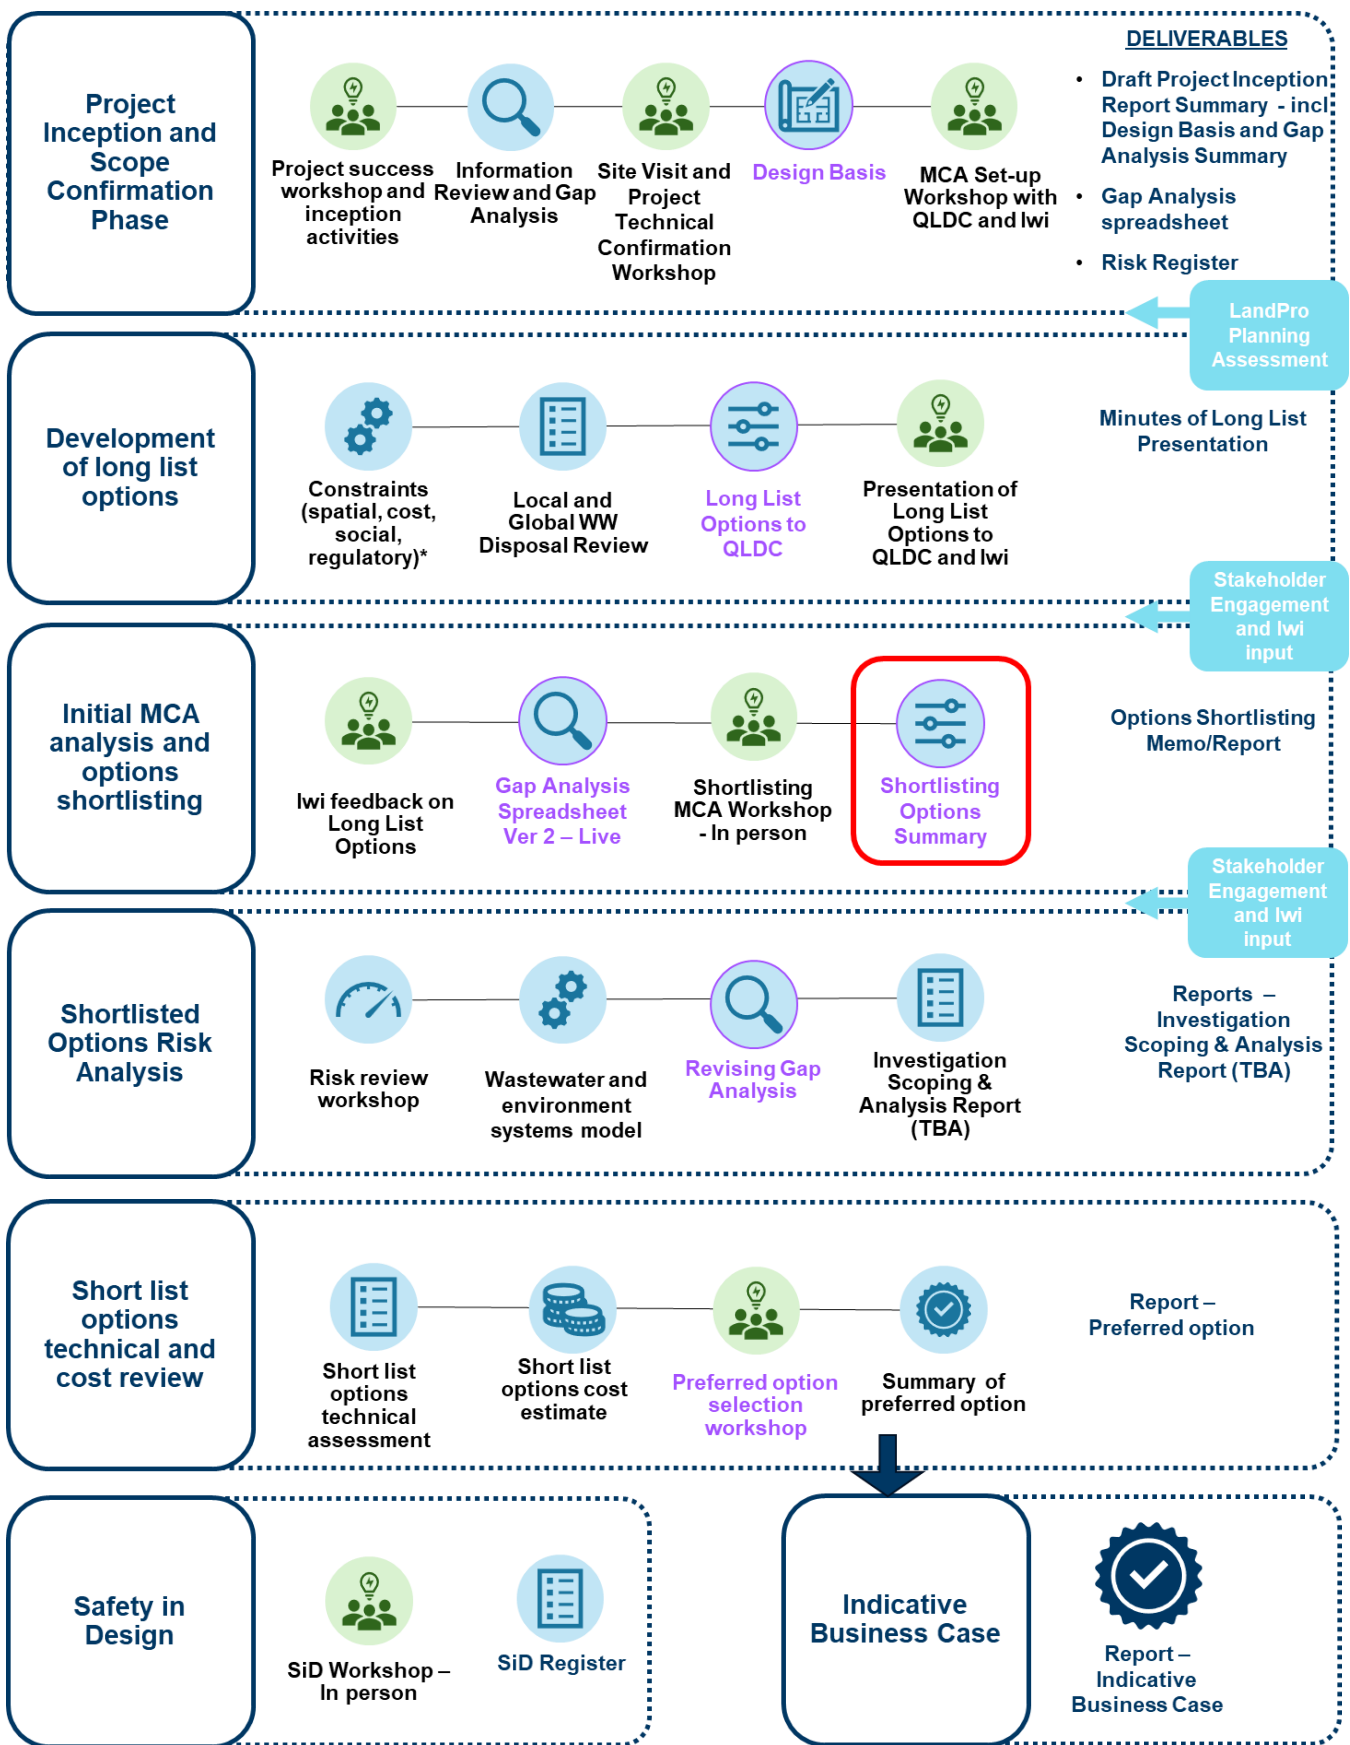 DELIVERABLES
Project
Inception and
Scope
Confirmation
Phase
Project success
workshop and
inception
activities
Information
Review and Gap
Analysis
Site Visit and
Project
Technical
Confirmation
Workshop
Design Basis
MCA Set-up
Workshop with
QLDC and Iwi
• Draft Project Inception
Report Summary - incl
Design Basis and Gap
Analysis Summary
• Gap Analysis
spreadsheet
• Risk Register
LandPro
Planning
Assessment
Development
of long list
options
Constraints
(spatial, cost,
social,
regulatory)*
Local and
Global WW
Disposal Review
Long List
Options to
QLDC
Presentation of
Long List
Options to
QLDC and Iwi
Minutes of Long List
Presentation
Stakeholder
Engagement
and Iwi
input
Initial MCA
analysis and
options
shortlisting
Iwi feedback on
Long List
Options
Gap Analysis
Spreadsheet
Ver 2 – Live
Shortlisting
MCA Workshop
- In person
Shortlisting
Options
Summary
Options Shortlisting
Memo/Report
Stakeholder
Engagement
and Iwi
input
Shortlisted
Options Risk
Analysis
Risk review
workshop
Wastewater and
environment
systems model
Revising Gap
Analysis
Investigation
Scoping &
Analysis Report
(TBA)
Reports –
Investigation
Scoping & Analysis
Report (TBA)
Short list
options
technical and
cost review
Short list
options
technical
assessment
Short list
options cost
estimate
Preferred option
selection
workshop
Summary of
preferred option
Report –
Preferred option
Safety in
Design
SiD Workshop –
In person
SiD Register
Indicative
Business Case
Report –
Indicative
Business Case